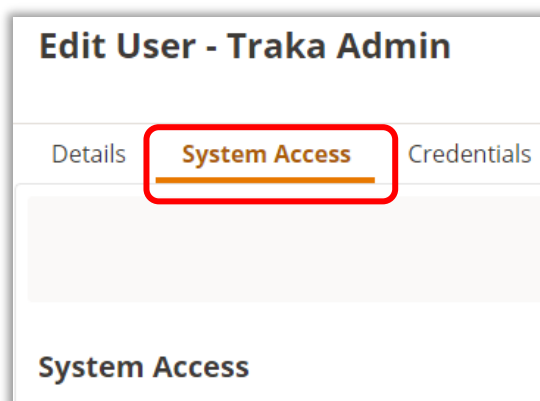 Edit User - Traka Admin
Details System Access Credentials
System Access